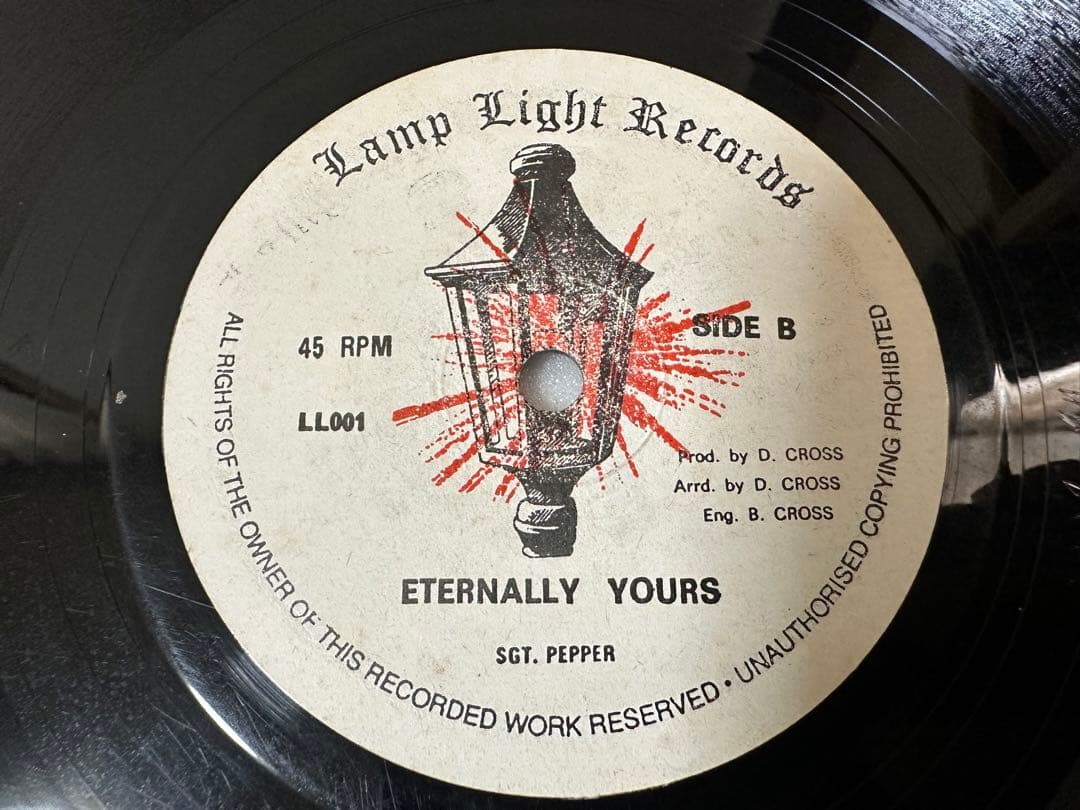 Lamp Light Records
45 RPM
SIDE B
LL001
Prod. by D. CROSS
Arrd. by D. CROSS
Eng. B. CROSS
ETERNALLY YOURS
SGT. PEPPER
ALL RIGHTS OF THE OWNER OF THIS RECORDED WORK RESERVED • UNAUTHORISED COPYING PROHIBITED